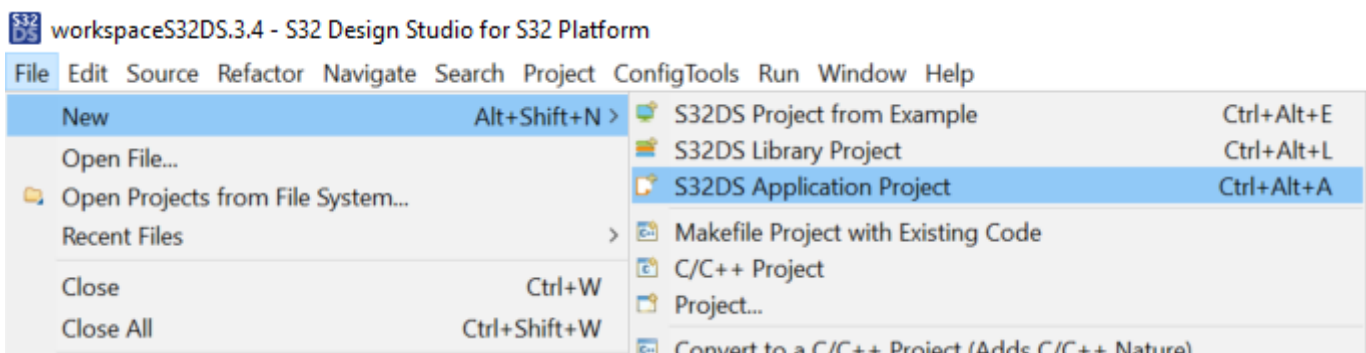 S32 DS workspaceS32DS.3.4 - S32 Design Studio for S32 Platform
File Edit Source Refactor Navigate Search Project ConfigTools Run Window Help
New Alt+Shift+N >
Open File...
Open Projects from File System...
Recent Files >
Close Ctrl+W
Close All Ctrl+Shift+W
S32DS Project from Example Ctrl+Alt+E
S32DS Library Project Ctrl+Alt+L
S32DS Application Project Ctrl+Alt+A
Makefile Project with Existing Code
C/C++ Project
Project...
Convert to a C/C++ Project (Adds C/C++ Nature)